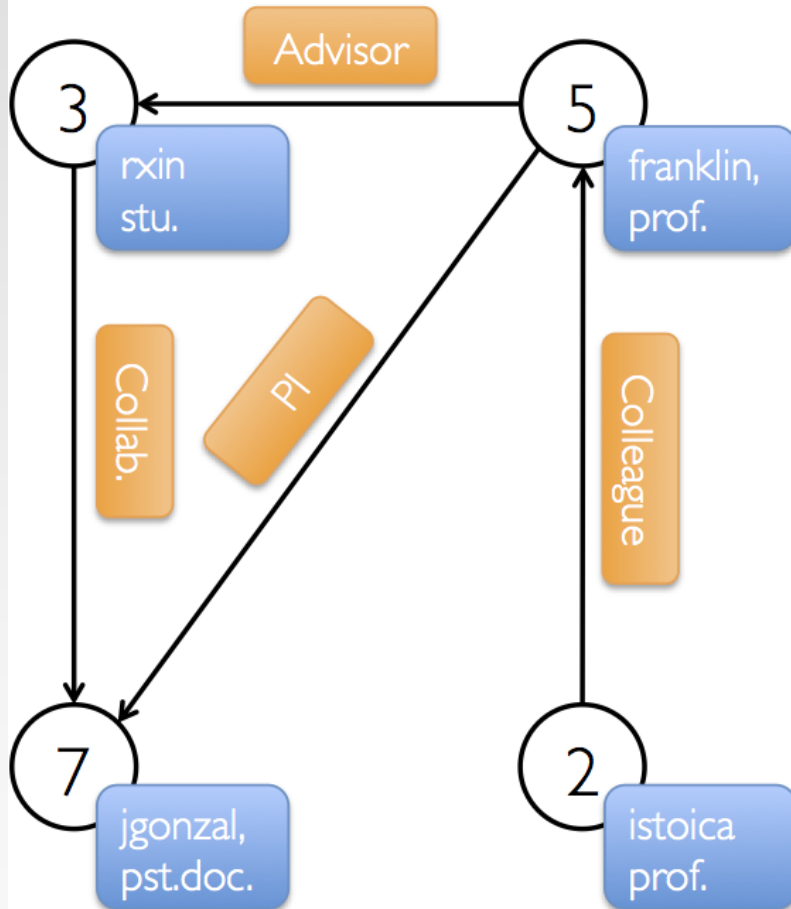 Advisor
3
5
rxin
stu.
franklin,
prof.
Collab.
PI
Colleague
7
2
jgonzal,
pst.doc.
istoica
prof.